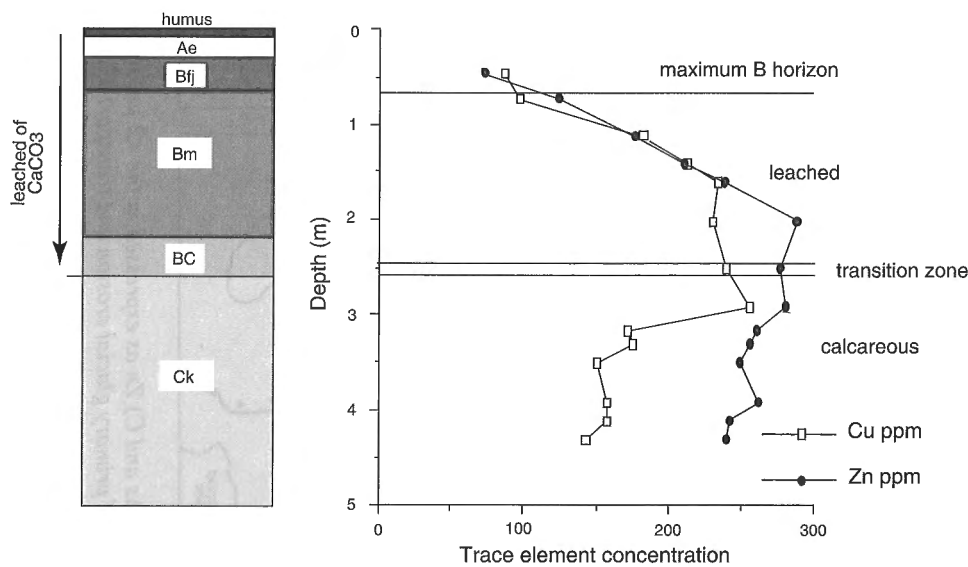 humus
Ae
Bfj
Bm
BC
Ck
leached of
CaCO3
0
1
2
3
4
5
Depth (m)
maximum B horizon
leached
transition zone
calcareous
Cu ppm
Zn ppm
0
100
200
300
Trace element concentration